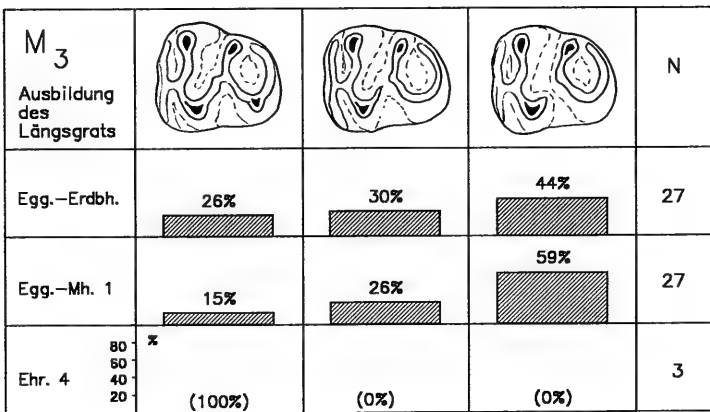 M3
Ausbildung
des
Längsgrats
N
Egg.-Erdbh.
26%
30%
44%
27
Egg.-Mh. 1
15%
26%
59%
27
Ehr. 4
80
%
60
40
20
(100%)
(0%)
(0%)
3